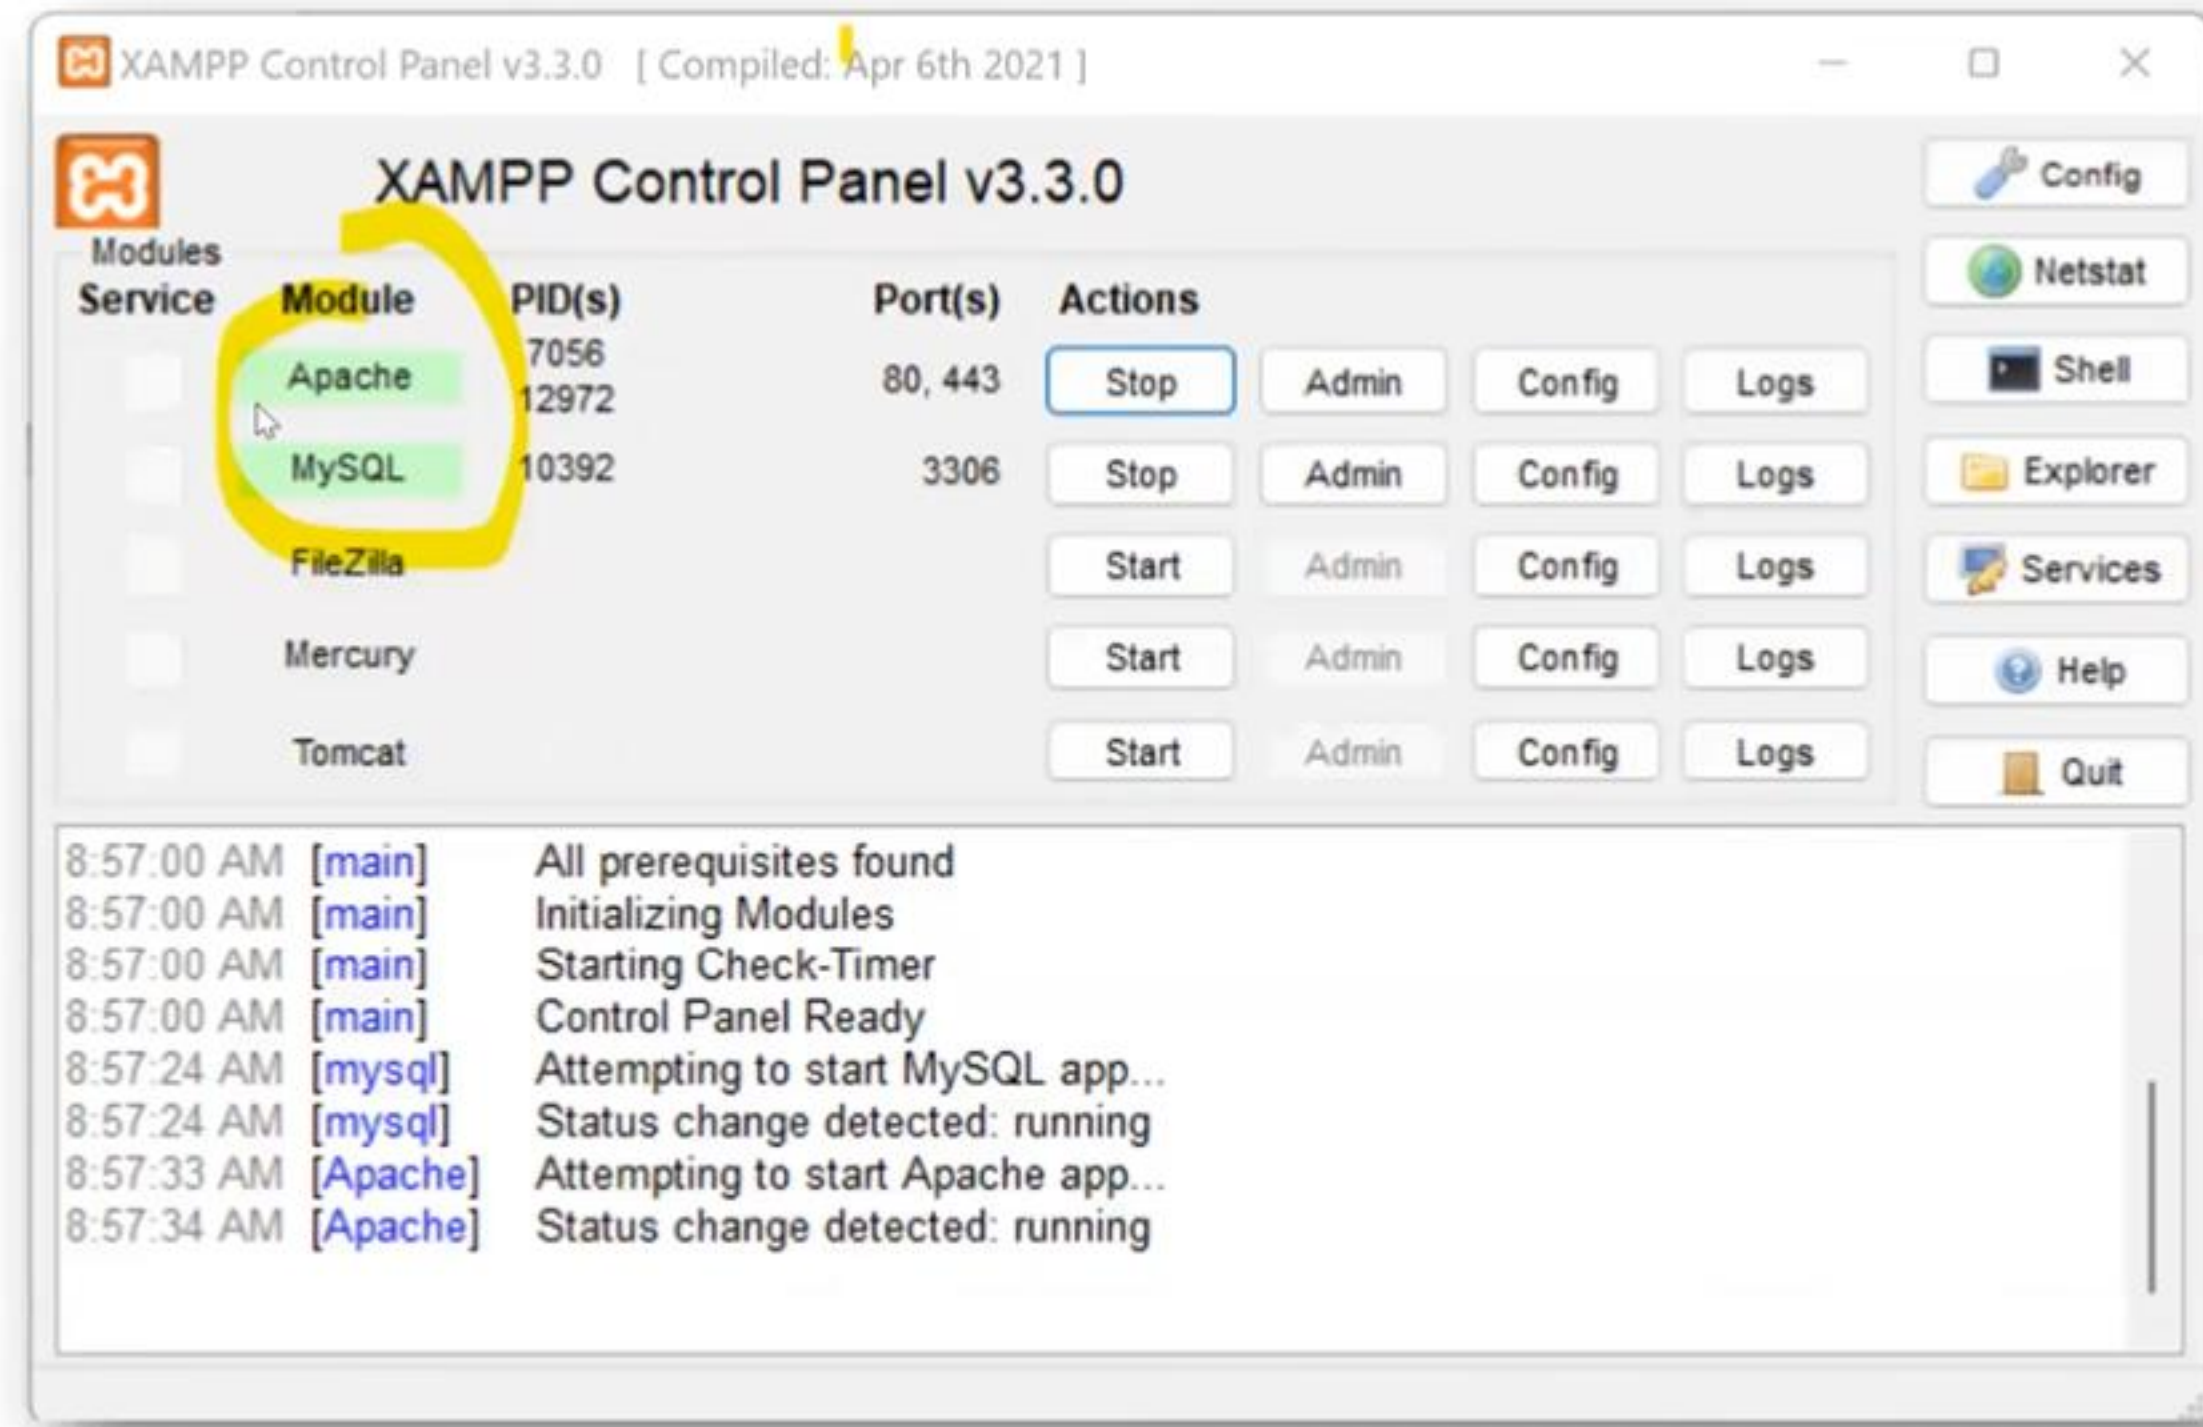 XAMPP Control Panel v3.3.0 [ Compiled: Apr 6th 2021 ]
XAMPP Control Panel v3.3.0
Modules
Service Module PID(s) Port(s) Actions
Apache 7056 12972 80, 443 Stop Admin Config Logs
MySQL 10392 3306 Stop Admin Config Logs
FileZilla Start Admin Config Logs
Mercury Start Admin Config Logs
Tomcat Start Admin Config Logs
Config
Netstat
Shell
Explorer
Services
Help
Quit
8:57:00 AM [main] All prerequisites found
8:57:00 AM [main] Initializing Modules
8:57:00 AM [main] Starting Check-Timer
8:57:00 AM [main] Control Panel Ready
8:57:24 AM [mysql] Attempting to start MySQL app...
8:57:24 AM [mysql] Status change detected: running
8:57:33 AM [Apache] Attempting to start Apache app...
8:57:34 AM [Apache] Status change detected: running